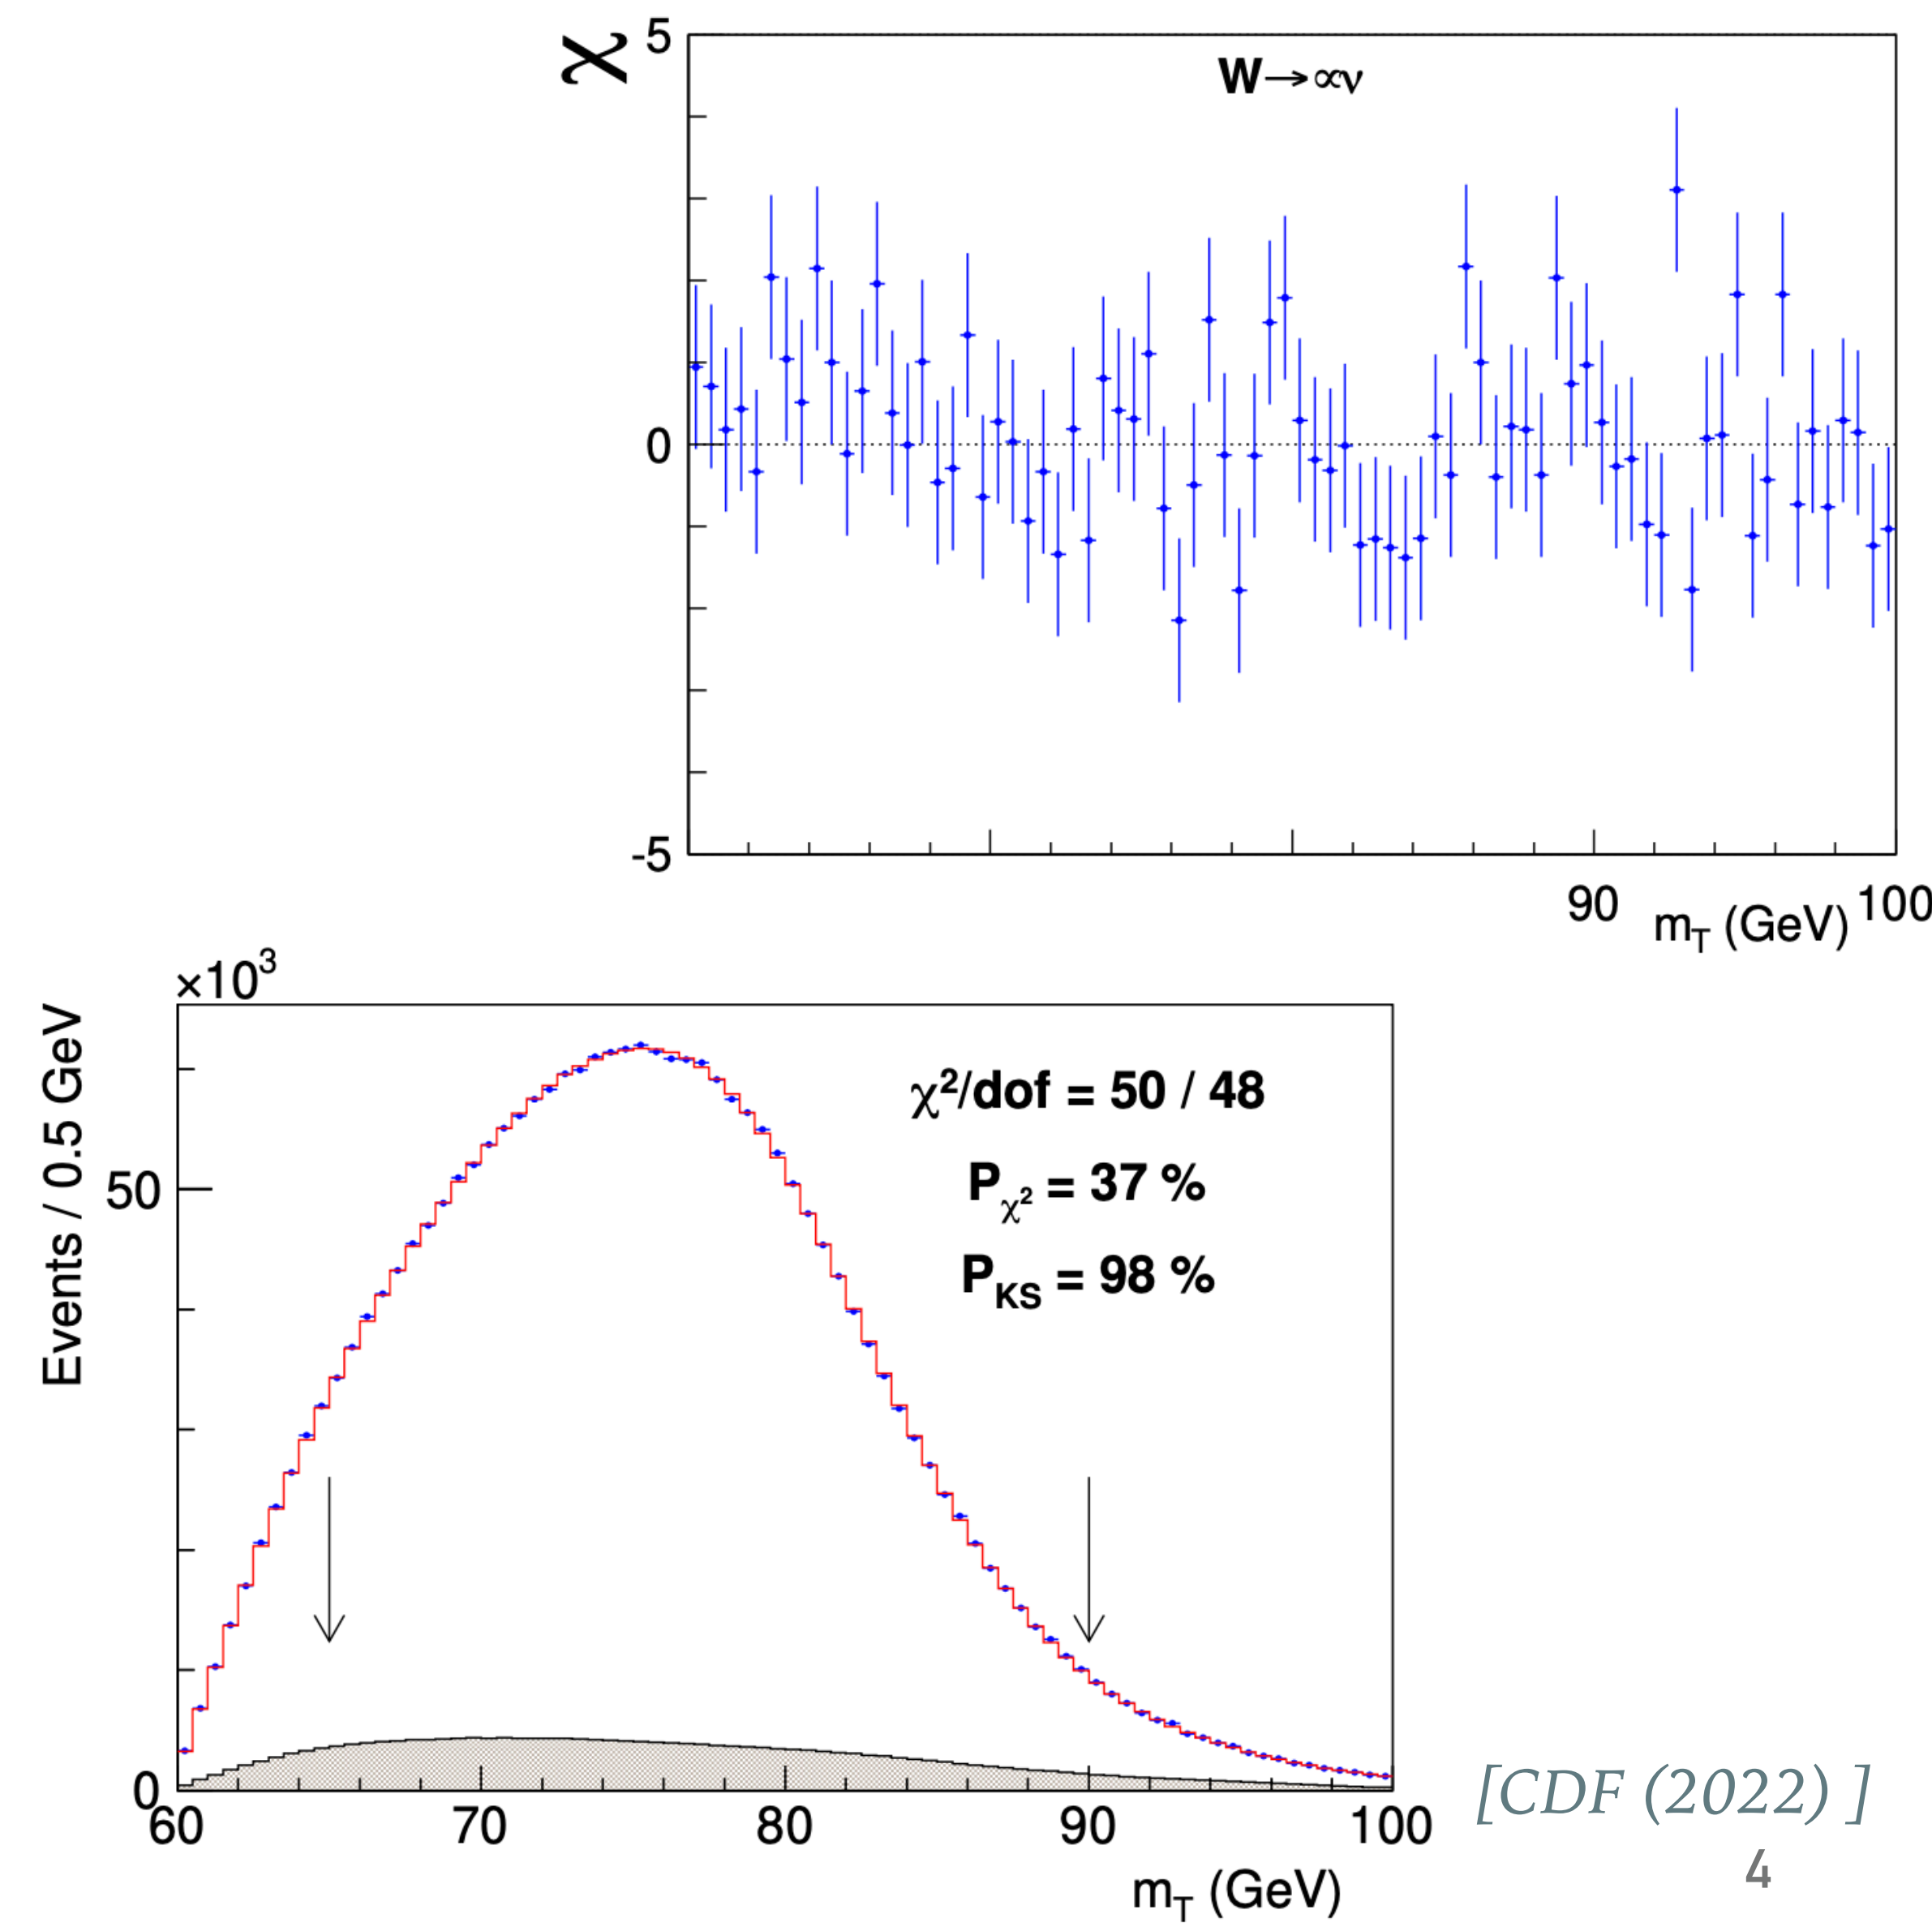 χ
5
W→∝ν
0
-5
90
100
m_T (GeV)
×10³
Events / 0.5 GeV
χ²/dof = 50 / 48
P_χ² = 37 %
50
P_KS = 98 %
0
60 70 80 90 100
m_T (GeV)
[CDF (2022) ]
4